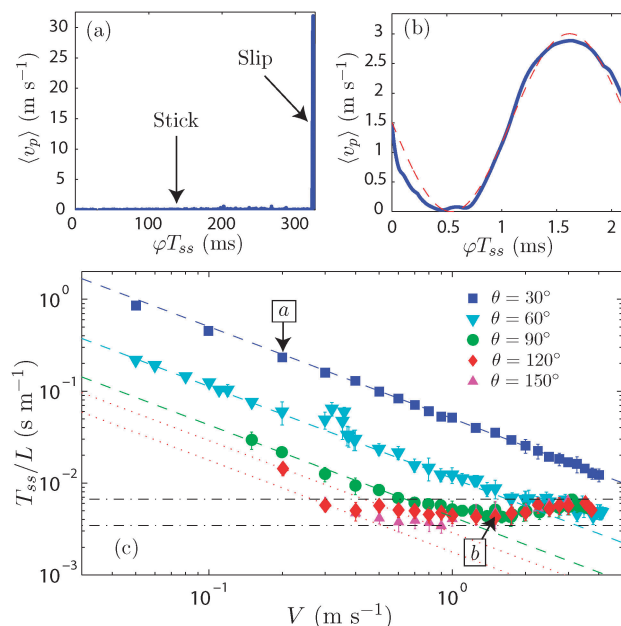 (a)
Slip
Stick
⟨v_p⟩ (m s⁻¹)
30
25
20
15
10
5
0
0
100
200
300
φT_ss (ms)
(b)
⟨v_p⟩ (m s⁻¹)
3
2.5
2
1.5
1
0.5
0
0
0.5
1
1.5
2
φT_ss (ms)
T_ss/L (s m⁻¹)
10⁰
10⁻¹
10⁻²
10⁻³
a
θ = 30°
θ = 60°
θ = 90°
θ = 120°
θ = 150°
(c)
b
10⁻¹
10⁰
V (m s⁻¹)